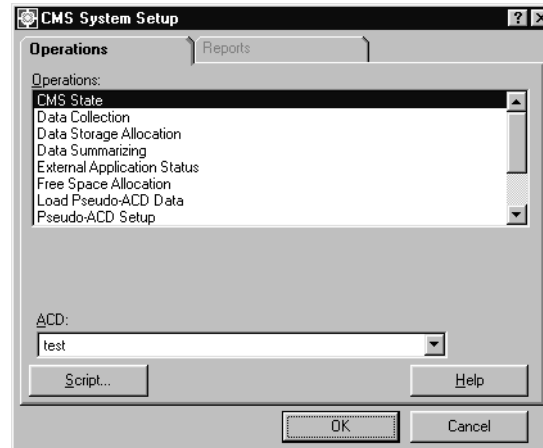 CMS System Setup
Operations
Reports
Operations:
CMS State
Data Collection
Data Storage Allocation
Data Summarizing
External Application Status
Free Space Allocation
Load Pseudo-ACD Data
Pseudo-ACD Setup
ACD:
test
Script...
Help
OK
Cancel